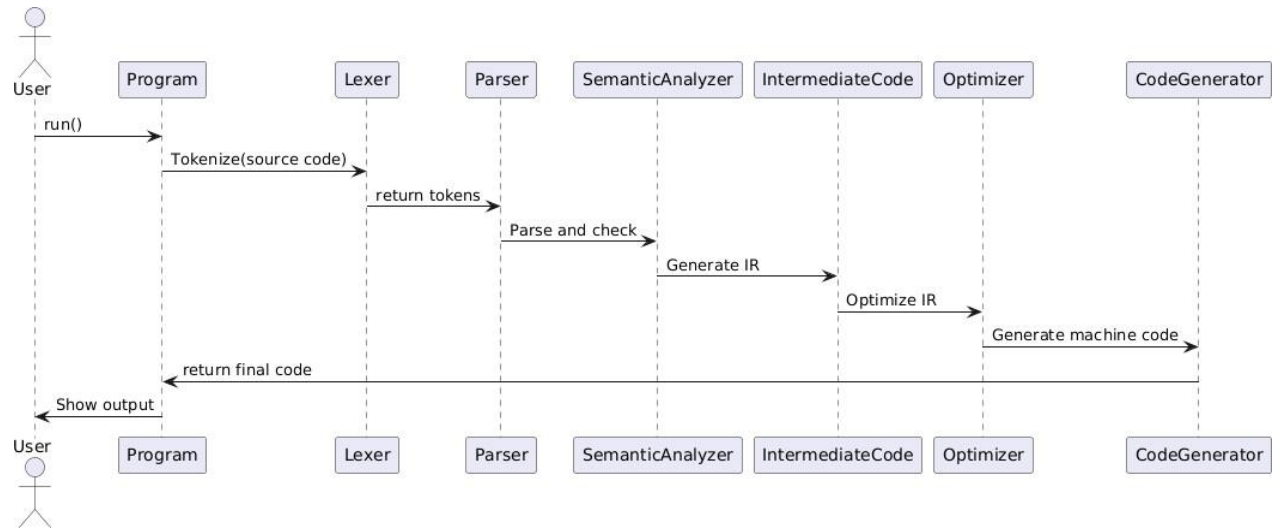 User
Program
Lexer
Parser
SemanticAnalyzer
IntermediateCode
Optimizer
CodeGenerator
run()
Tokenize(source code)
return tokens
Parse and check
Generate IR
Optimize IR
Generate machine code
return final code
Show output
User
Program
Lexer
Parser
SemanticAnalyzer
IntermediateCode
Optimizer
CodeGenerator